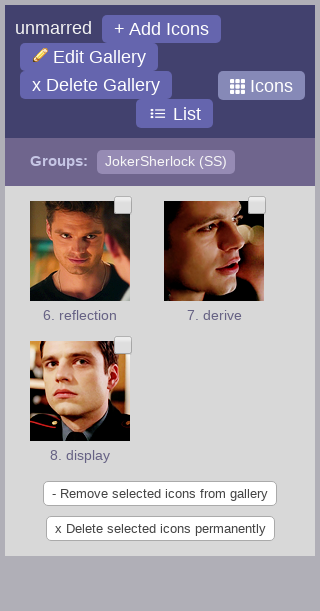 unmarred + Add Icons
Edit Gallery
x Delete Gallery Icons
List
Groups: JokerSherlock (SS)
6. reflection 7. derive
8. display
- Remove selected icons from gallery
x Delete selected icons permanently